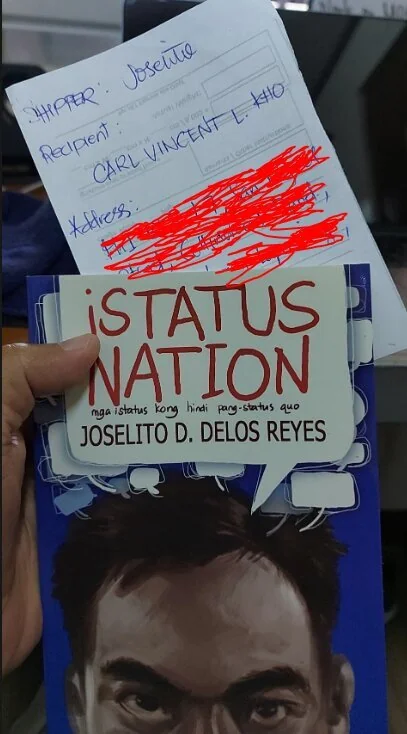 SHIPPER: Joselito
Recipient:
CARL VINCENT L. KHO
Address:
iSTATUS
NATION
mga istatus kong hindi pang-status quo
JOSELITO D. DELOS REYES